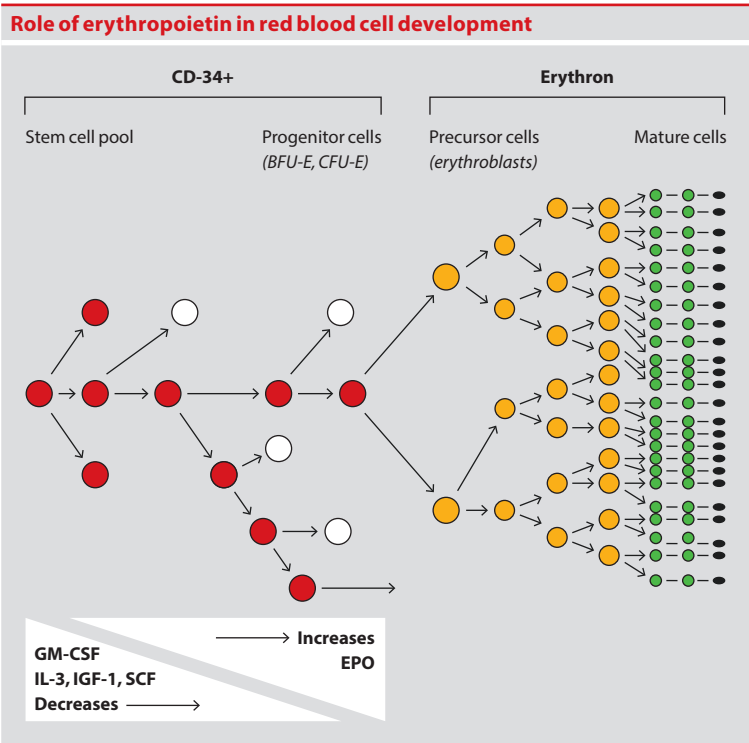 Role of erythropoietin in red blood cell development
CD-34+
Erythron
Stem cell pool
Progenitor cells
(BFU-E, CFU-E)
Precursor cells
(erythroblasts)
Mature cells
Increases
EPO
GM-CSF
IL-3, IGF-1, SCF
Decreases